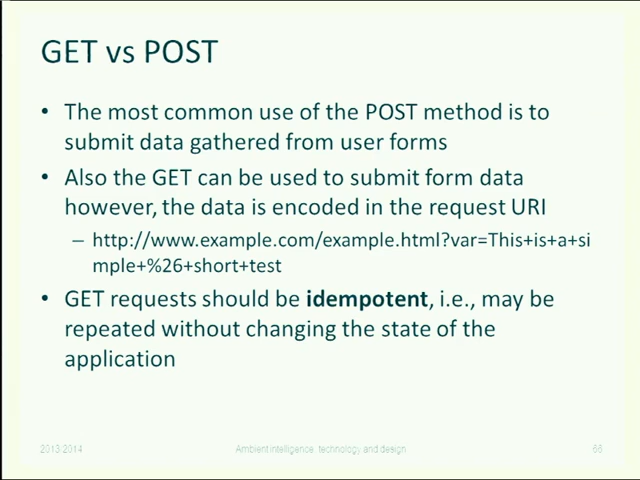 GET vs POST
• The most common use of the POST method is to
submit data gathered from user forms
• Also the GET can be used to submit form data
however, the data is encoded in the request URI
– http://www.example.com/example.html?var=This+is+a+si
mple+%26+short+test
• GET requests should be idempotent, i.e., may be
repeated without changing the state of the
application
2013 2014 Ambient intelligence: technology and design 66